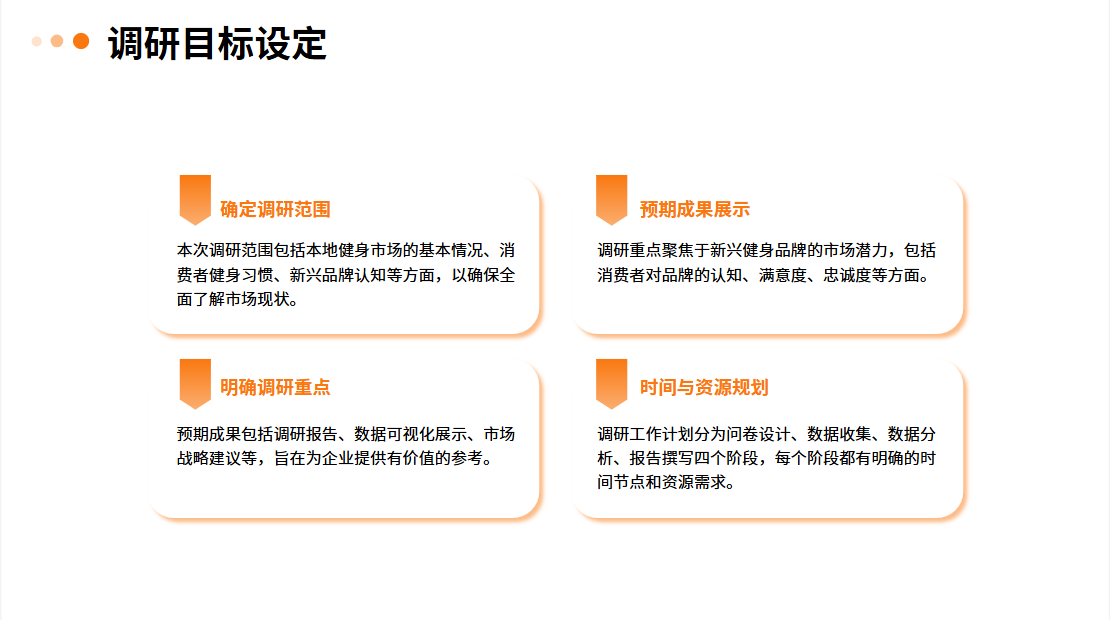 调研目标设定
确定调研范围
本次调研范围包括本地健身市场的基本情况、消
费者健身习惯、新兴品牌认知等方面，以确保全
面了解市场现状。
预期成果展示
调研重点聚焦于新兴健身品牌的市场潜力，包括
消费者对品牌的认知、满意度、忠诚度等方面。
明确调研重点
预期成果包括调研报告、数据可视化展示、市场
战略建议等，旨在为企业提供有价值的参考。
时间与资源规划
调研工作计划分为问卷设计、数据收集、数据分
析、报告撰写四个阶段，每个阶段都有明确的时
间节点和资源需求。